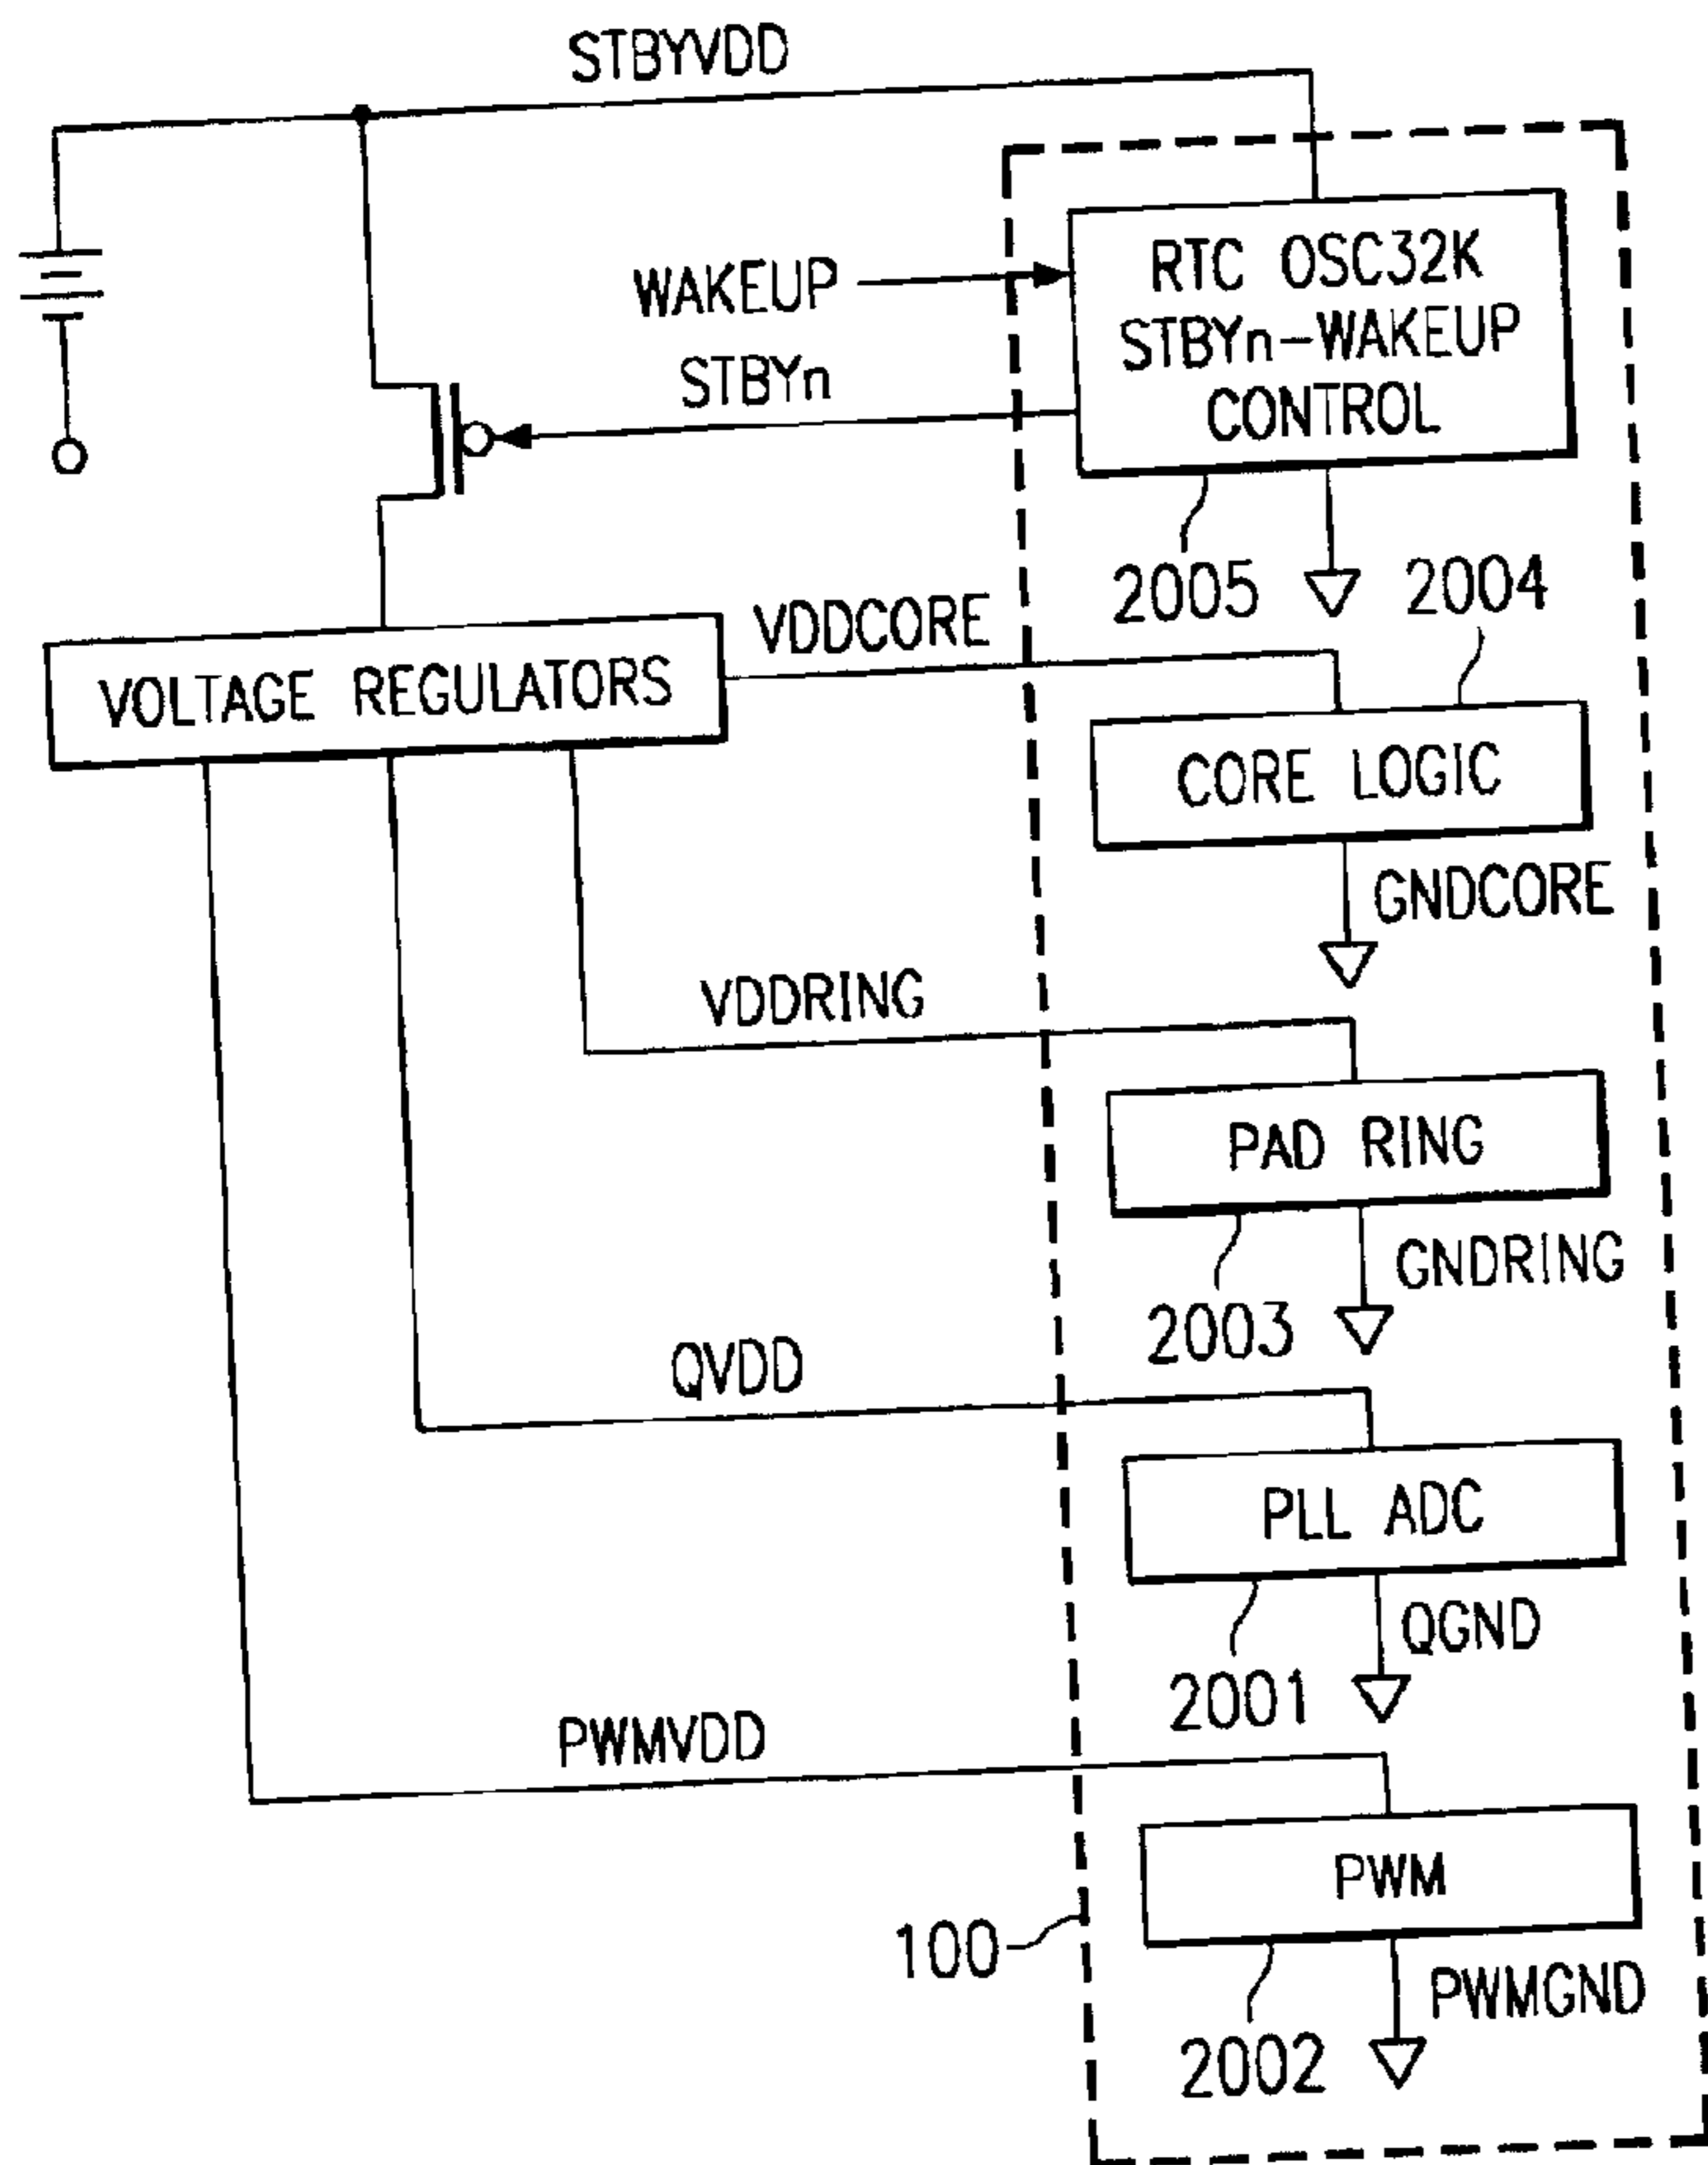 STBYVDD
WAKEUP
STBYn
RTC OSC32K
STBYn-WAKEUP
CONTROL
2005
2004
VDDCORE
VOLTAGE REGULATORS
CORE LOGIC
GNDCORE
VDDRING
PAD RING
GNDRING
2003
QVDD
PLL ADC
QGND
2001
PWMVDD
PWM
100
PWMGND
2002